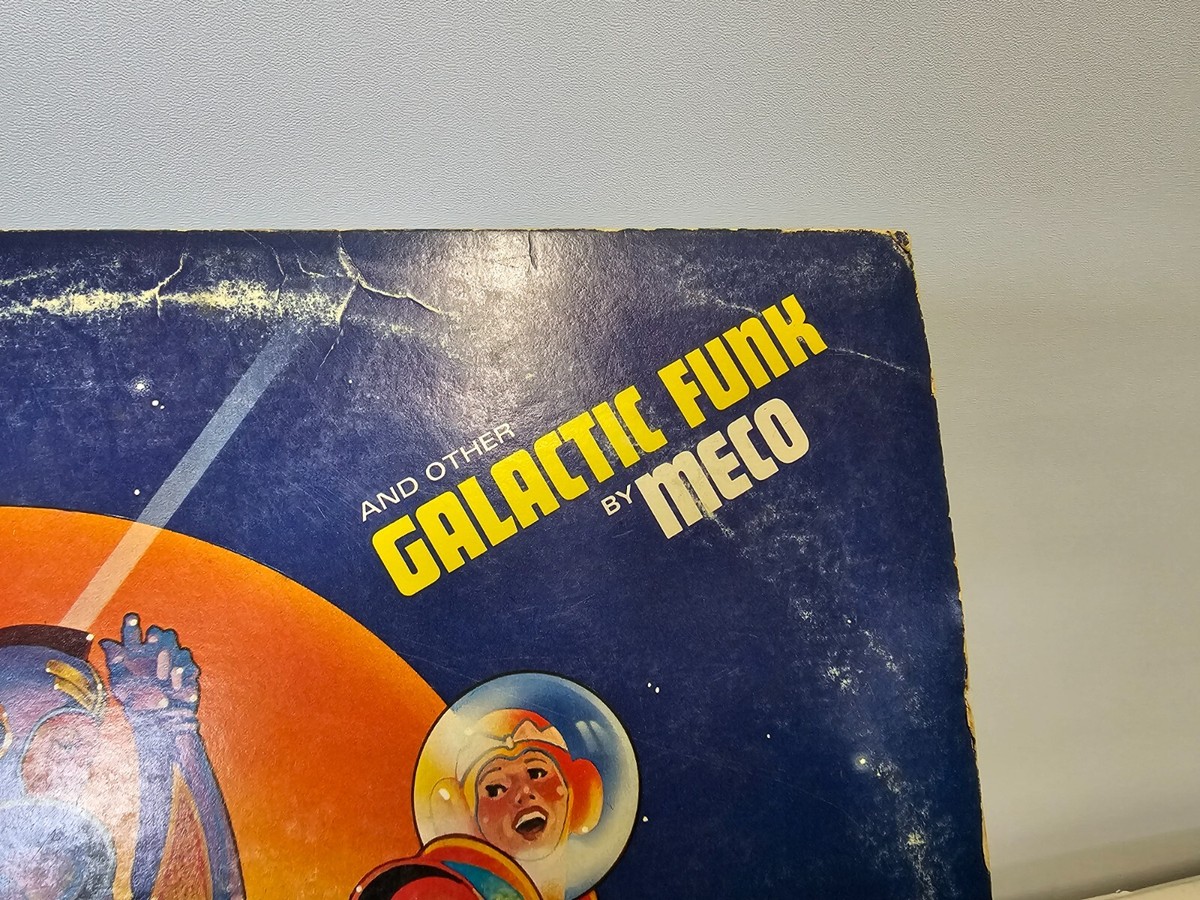 AND OTHER
GALACTIC FUNK
BY MECO